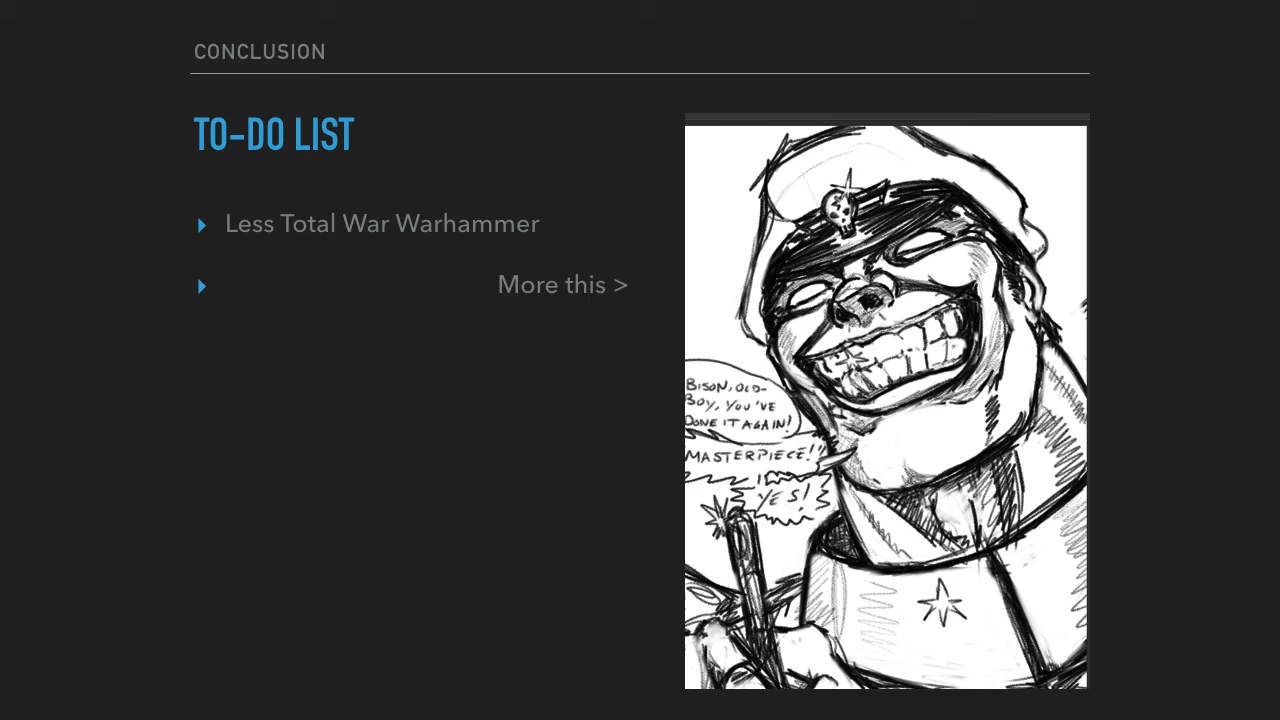 CONCLUSION
TO-DO LIST
Less Total War Warhammer
More this >
BISON, OLD-
BOY, YOU'VE
DONE IT AGAIN!
MASTERPIECE!"
YES!